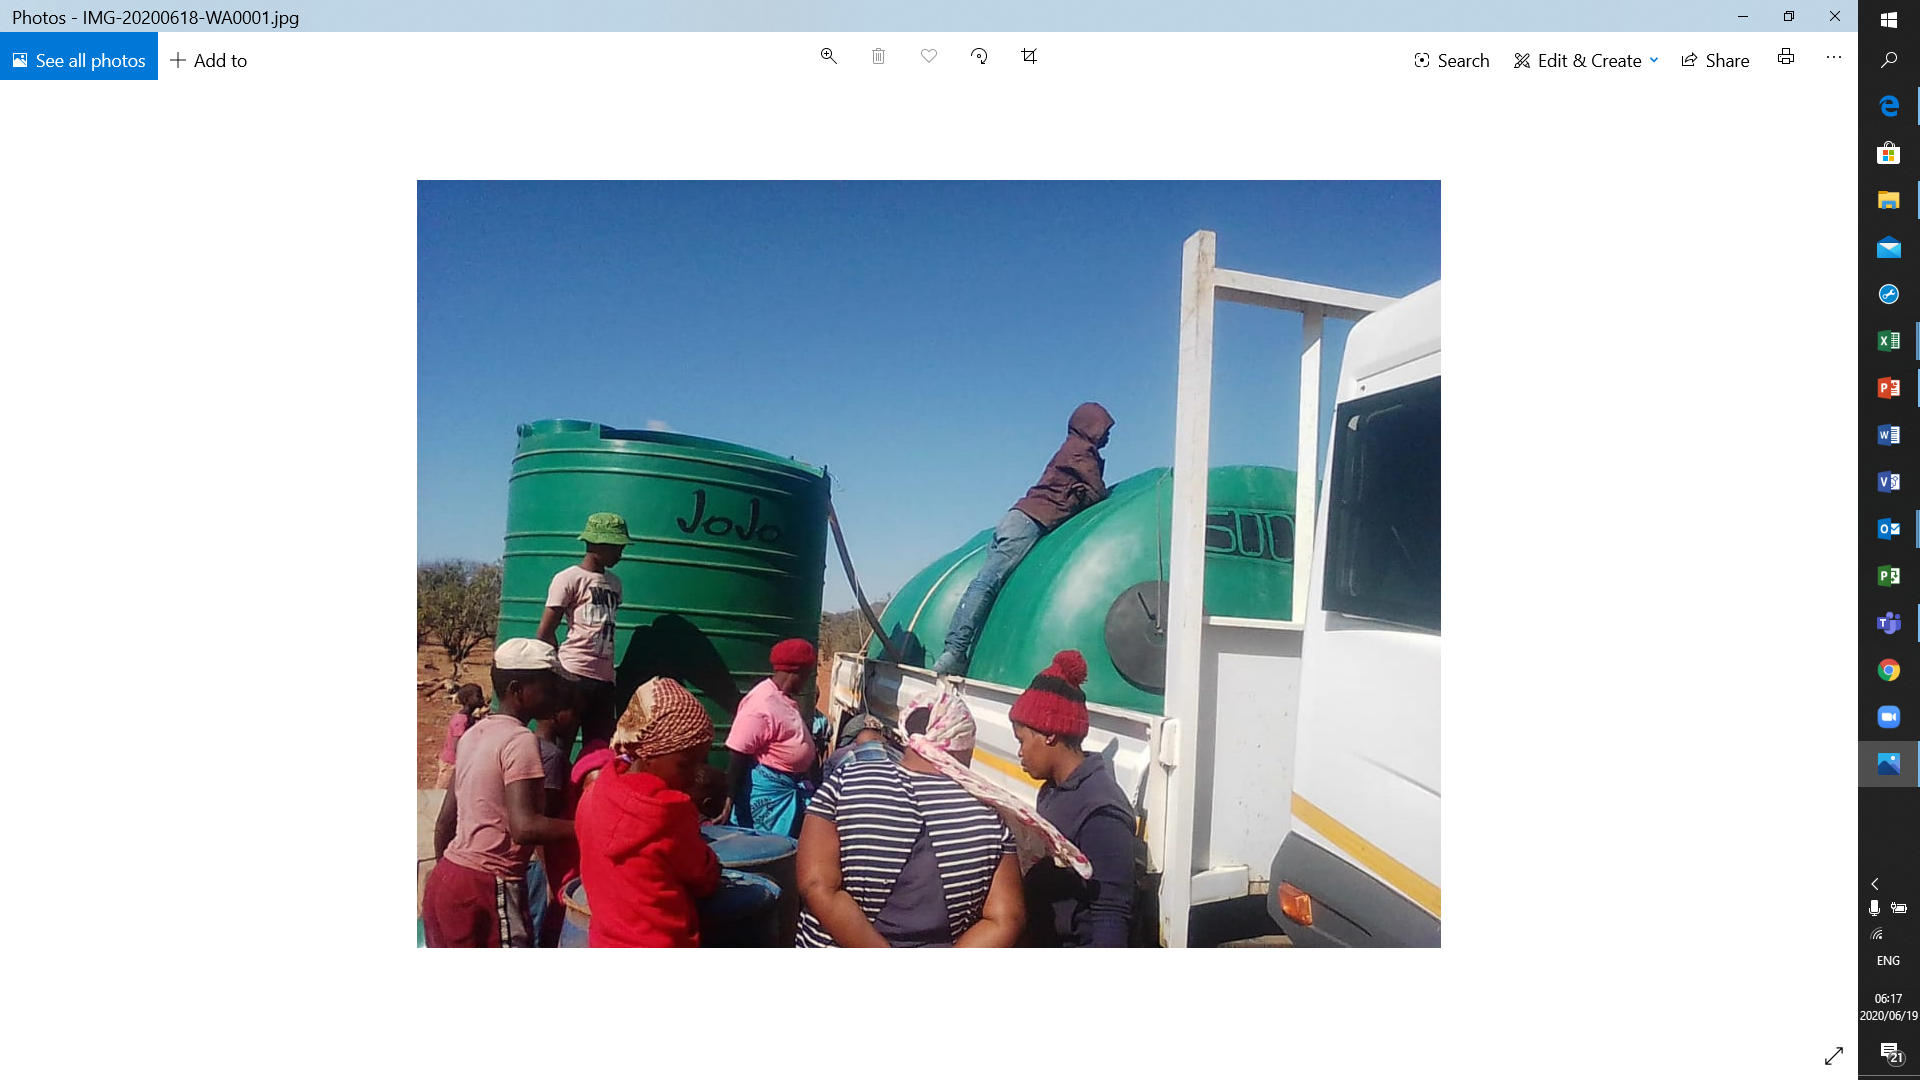 Photos - IMG-20200618-WA0001.jpg
See all photos
Add to
Search
Edit & Create
Share
JoJo
ENG
06:17
2020/06/19
21